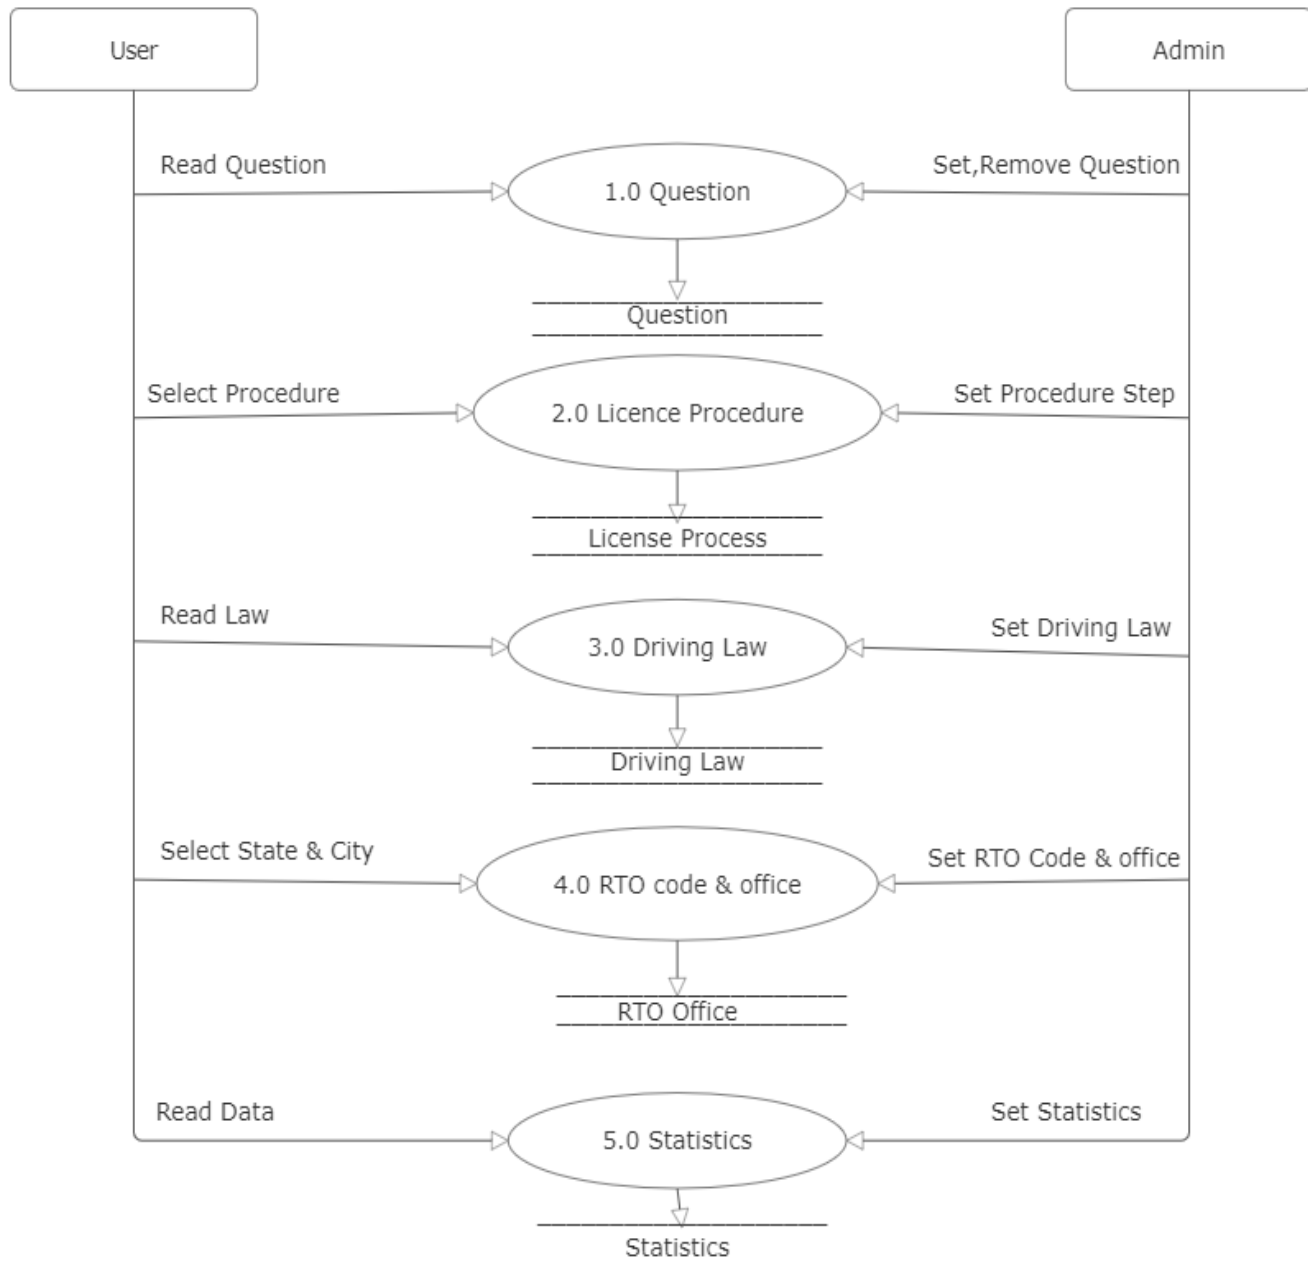 User
Admin
Read Question
Set,Remove Question
1.0 Question
Question
Select Procedure
Set Procedure Step
2.0 Licence Procedure
License Process
Read Law
Set Driving Law
3.0 Driving Law
Driving Law
Select State & City
Set RTO Code & office
4.0 RTO code & office
RTO Office
Read Data
Set Statistics
5.0 Statistics
Statistics